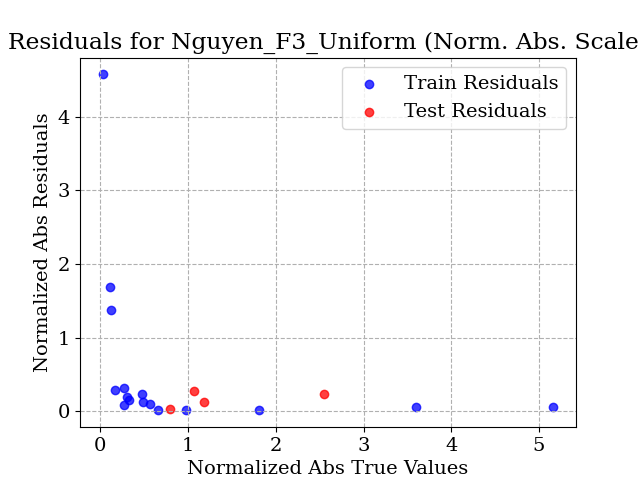 Residuals for Nguyen_F3_Uniform (Norm. Abs. Scale
Train Residuals
Test Residuals
Normalized Abs Residuals
4
3
2
1
0
0 1 2 3 4 5
Normalized Abs True Values